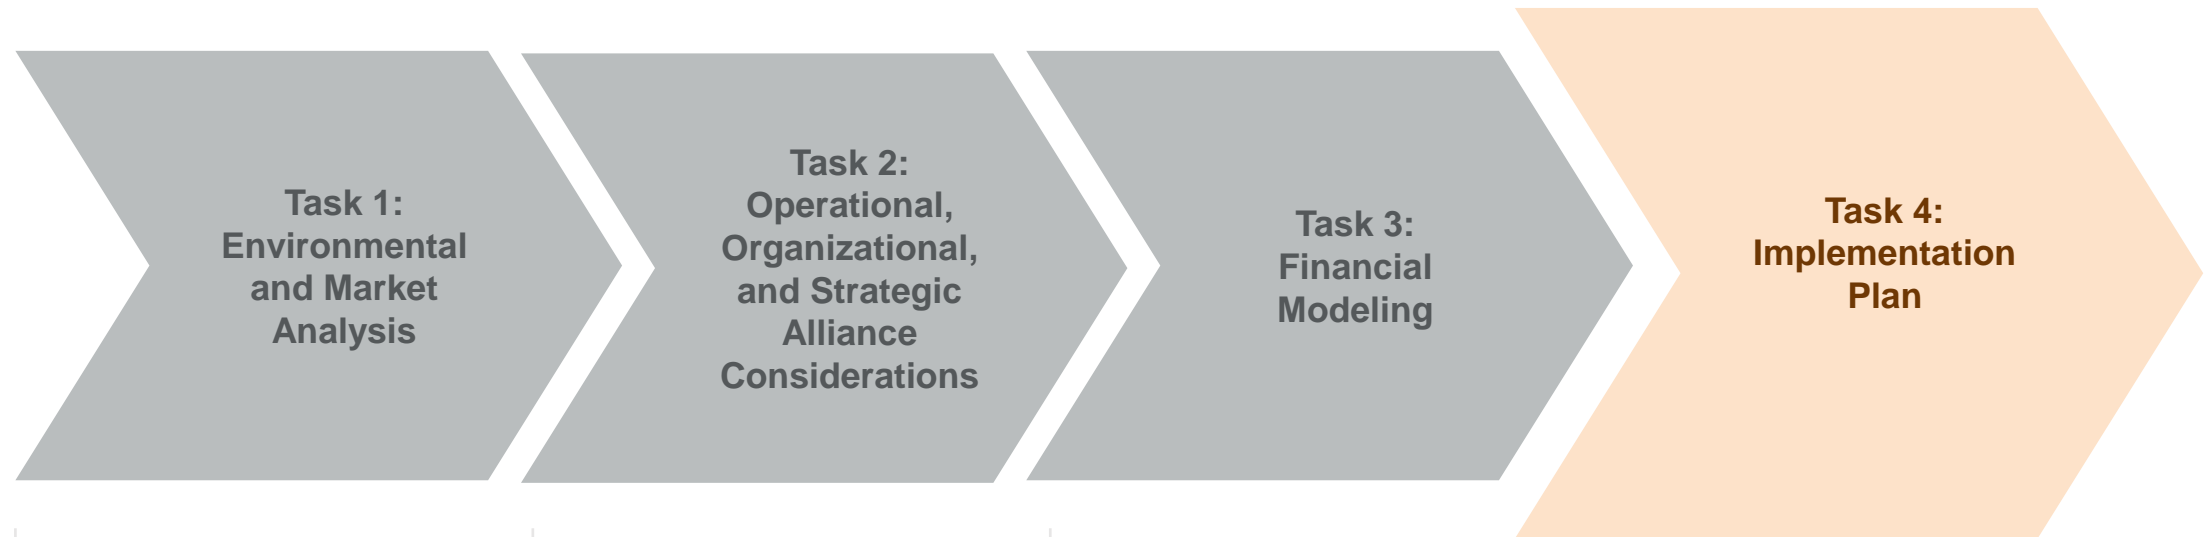 Task 1:
Environmental
and Market
Analysis
Task 2:
Operational,
Organizational,
and Strategic
Alliance
Considerations
Task 3:
Financial
Modeling
Task 4:
Implementation
Plan